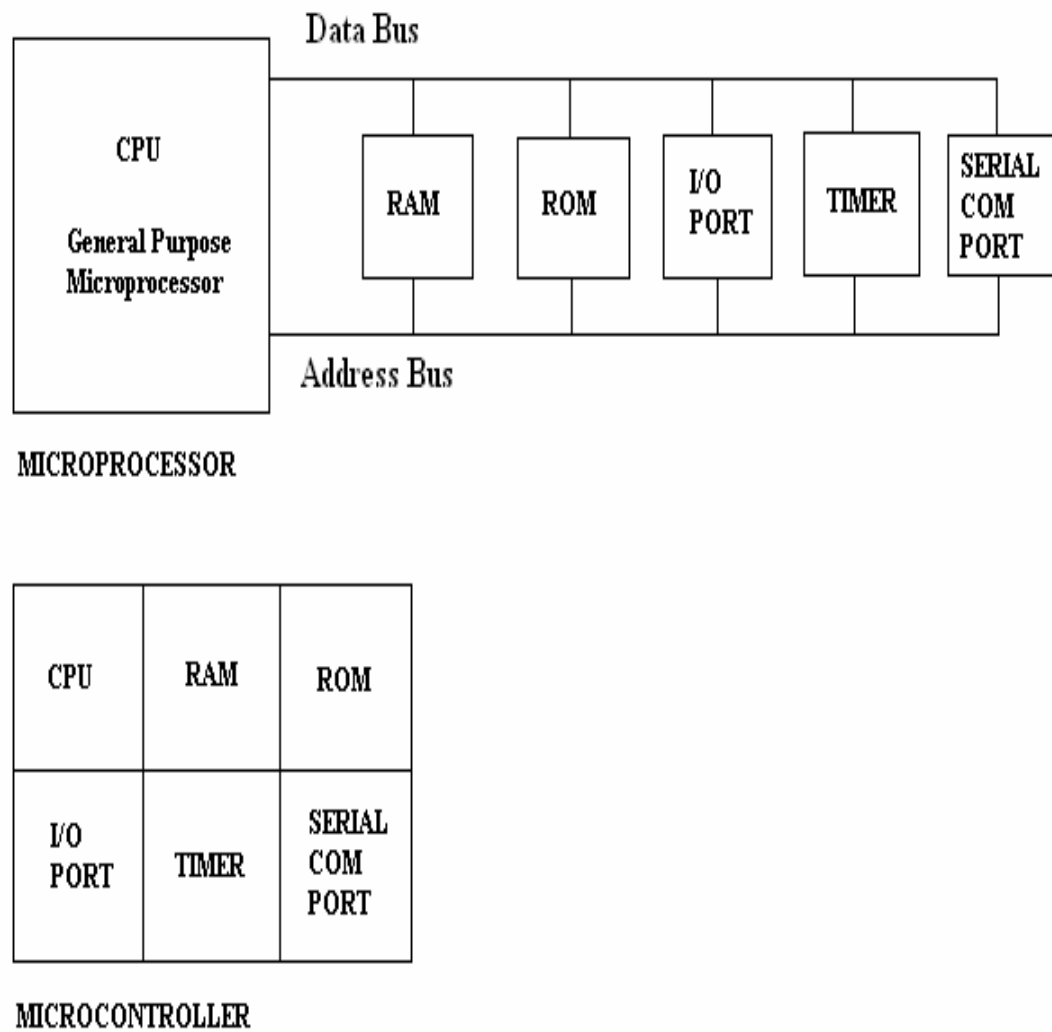 Data Bus
CPU
General Purpose
Microprocessor
RAM
ROM
I/O
PORT
TIMER
SERIAL
COM
PORT
Address Bus
MICROPROCESSOR
CPU
RAM
ROM
I/O
PORT
TIMER
SERIAL
COM
PORT
MICROCONTROLLER